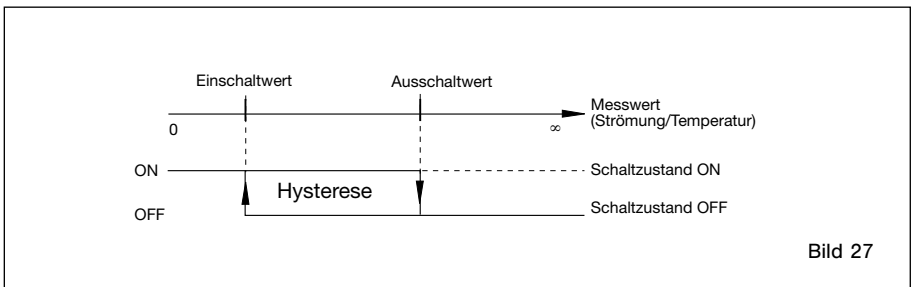 Einschaltwert Ausschaltwert
Messwert
(Strömung/Temperatur)
0 ∞
ON Schaltzustand ON
Hysterese
OFF Schaltzustand OFF
Bild 27